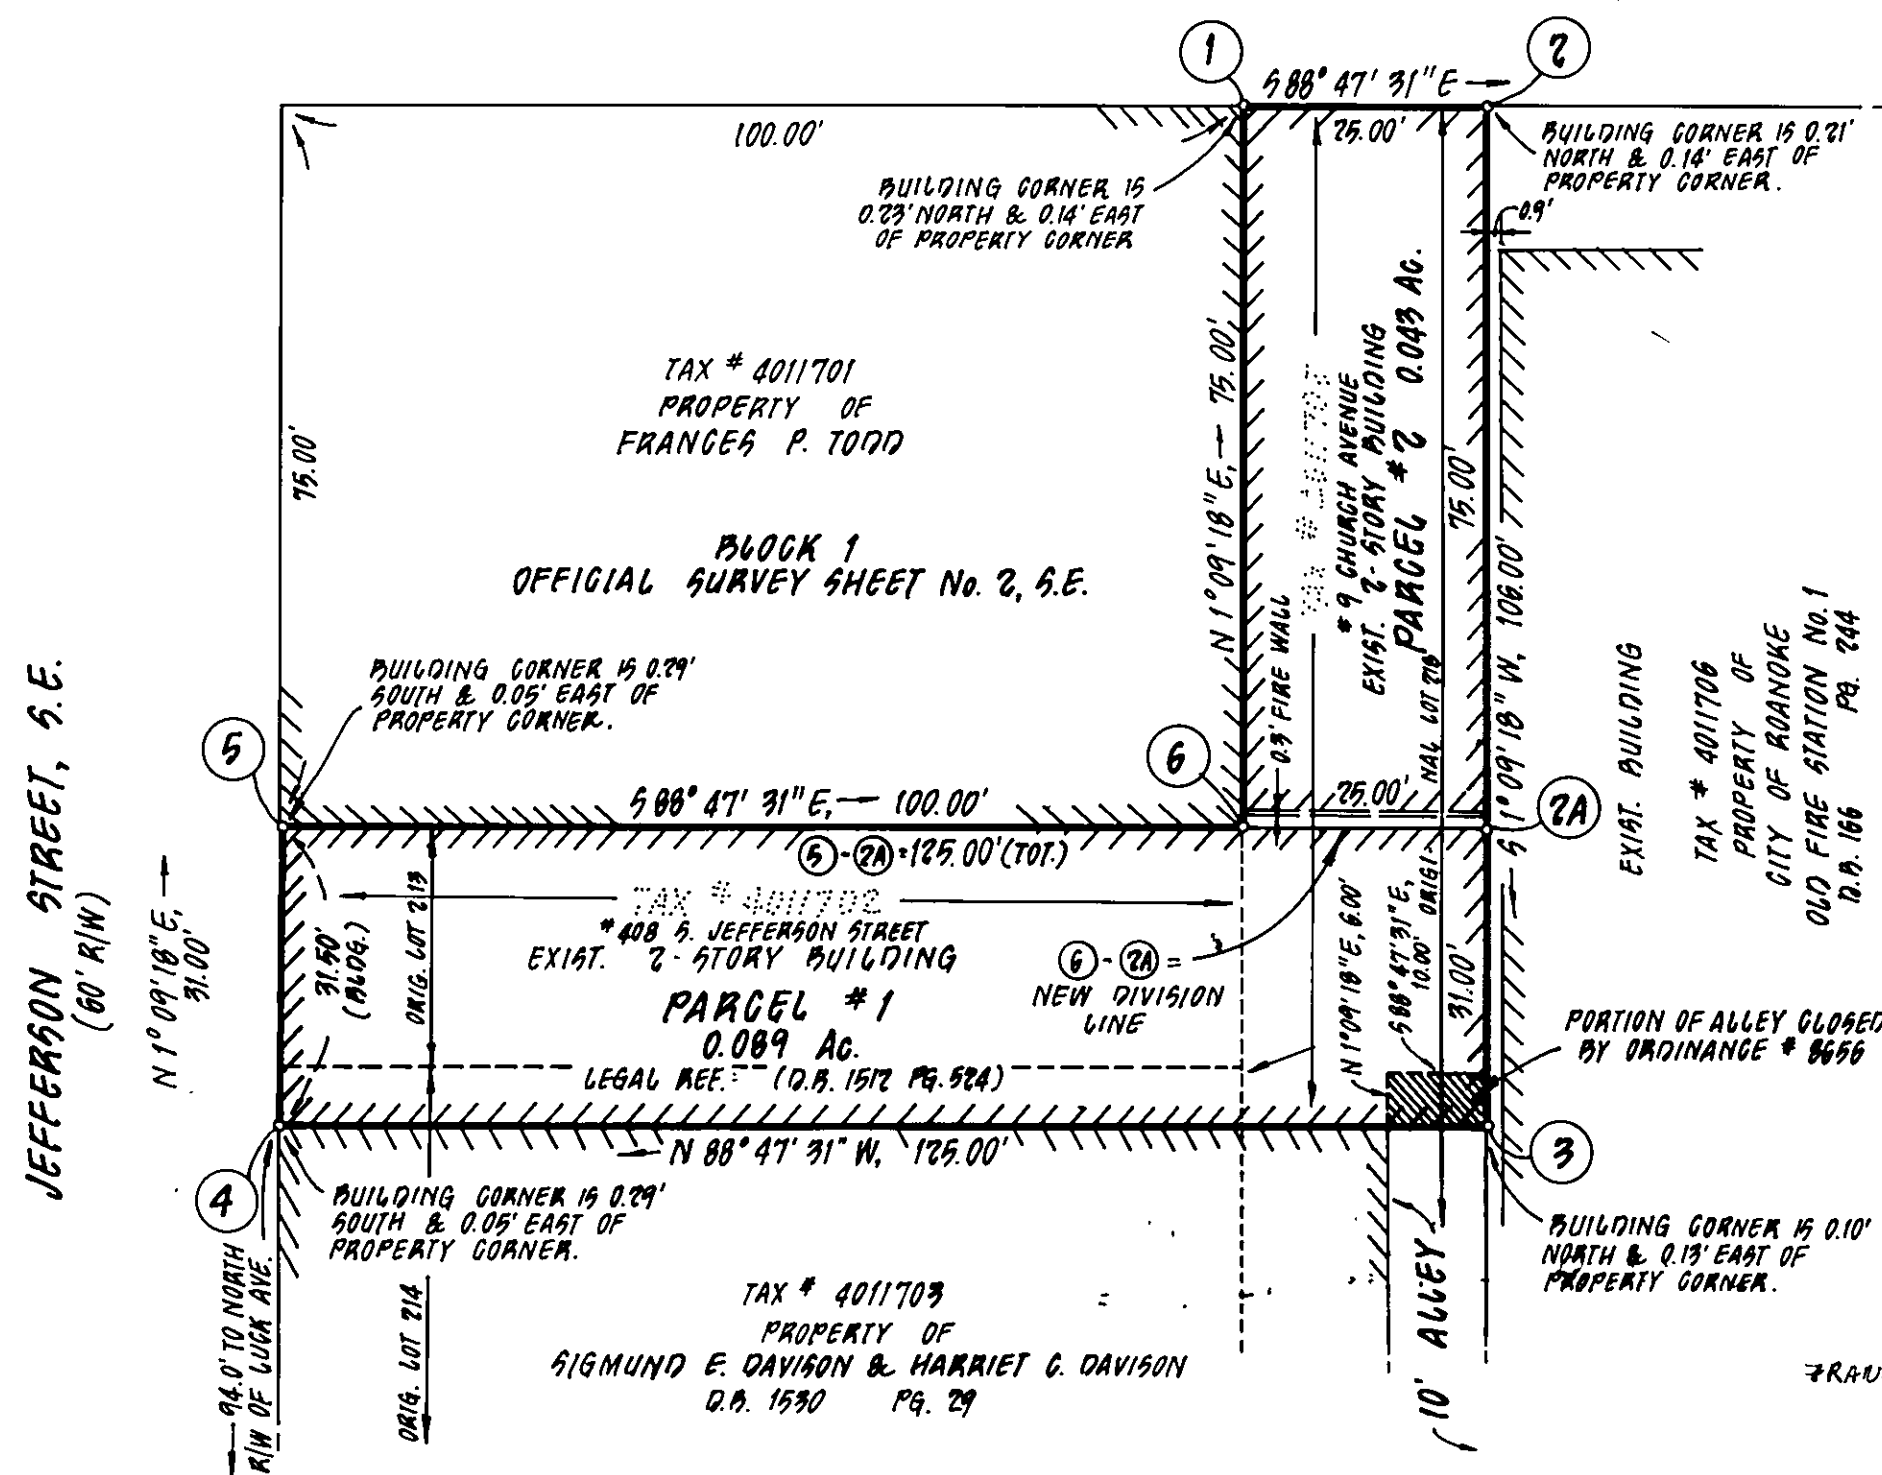 1
2
S 88° 47' 31" E
100.00'
25.00'
BUILDING CORNER IS 0.21'
NORTH & 0.14' EAST OF
PROPERTY CORNER.
BUILDING CORNER IS
0.23' NORTH & 0.14' EAST
OF PROPERTY CORNER
0.9'
TAX # 4011701
PROPERTY OF
FRANCES P. TODD
75.00'
BLOCK 1
OFFICIAL SURVEY SHEET No. 2, S.E.
N 1° 09' 18" E, 75.00'
# 9 CHURCH AVENUE
EXIST. 2-STORY BUILDING
PARCEL # 2 0.043 AC.
75.00'
S 1° 09' 18" W, 106.00'
0.3' FIRE WALL
ORIGINAL LOT 218
EXIST. BUILDING
TAX # 4011706
PROPERTY OF
CITY OF ROANOKE
OLD FIRE STATION No. 1
D.B. 166 PG. 244
JEFFERSON STREET, S.E.
(60' R/W)
BUILDING CORNER IS 0.29'
SOUTH & 0.05' EAST OF
PROPERTY CORNER.
5
6
2A
S 88° 47' 31" E, 100.00'
25.00'
5 - 2A = 125.00' (TOT.)
N 1° 09' 18" E,
31.00'
31.50'
(BLDG.)
ORIG. LOT 213
TAX # 4011702
# 408 S. JEFFERSON STREET
EXIST. 2-STORY BUILDING
PARCEL # 1
0.089 AC.
LEGAL REF.: (D.B. 1512 PG. 524)
6 - 2A =
NEW DIVISION
LINE
N 1° 09' 18" E, 6.00'
S 88° 47' 31" E,
10.00'
31.00'
PORTION OF ALLEY CLOSED
BY ORDINANCE # 8656
N 88° 47' 31" W, 125.00'
4
3
BUILDING CORNER IS 0.29'
SOUTH & 0.05' EAST OF
PROPERTY CORNER.
BUILDING CORNER IS 0.10'
NORTH & 0.13' EAST OF
PROPERTY CORNER.
94.0' TO NORTH
R/W OF LUCK AVE.
ORIG. LOT 214
TAX # 4011703
PROPERTY OF
SIGMUND E. DAVISON & HARRIET C. DAVISON
D.B. 1530 PG. 29
10' ALLEY